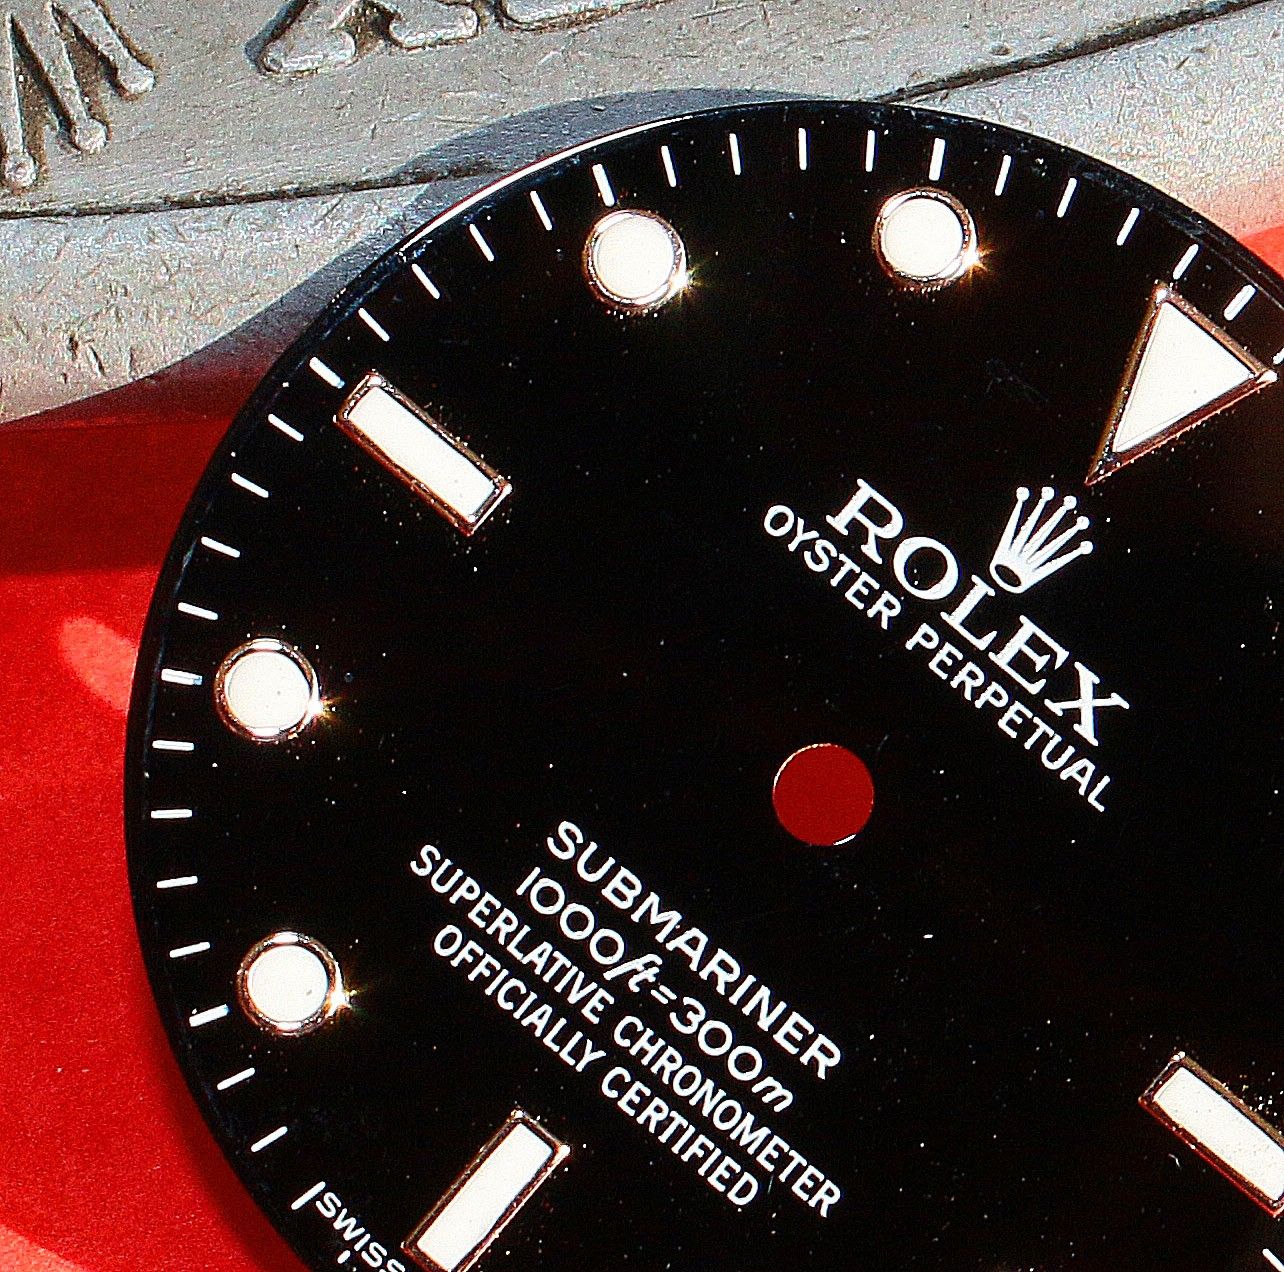 ROLEX
OYSTER PERPETUAL
SUBMARINER
1000ft=300m
SUPERLATIVE CHRONOMETER
OFFICIALLY CERTIFIED
SWISS